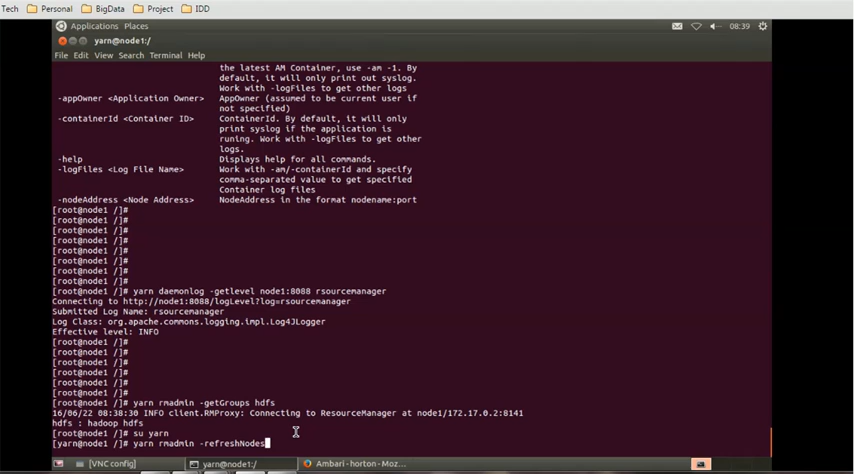 Tech Personal BigData Project IDD
Applications Places 08:39
yarn@node1:/
File Edit View Search Terminal Help
the latest AM Container, use -am -1. By
default, it will only print out syslog.
Work with -logFiles to get other logs
-appOwner <Application Owner> AppOwner (assumed to be current user if
not specified)
-containerId <Container ID> ContainerId. By default, it will only
print syslog if the application is
runing. Work with -logFiles to get other
logs.
-help Displays help for all commands.
-logFiles <Log File Name> Work with -am/-containerId and specify
comma-separated value to get specified
Container log files
-nodeAddress <Node Address> NodeAddress in the format nodename:port
[root@node1 /]#
[root@node1 /]#
[root@node1 /]#
[root@node1 /]#
[root@node1 /]#
[root@node1 /]#
[root@node1 /]#
[root@node1 /]#
[root@node1 /]# yarn daemonlog -getlevel node1:8088 rsourcemanager
Connecting to http://node1:8088/logLevel?log=rsourcemanager
Submitted Log Name: rsourcemanager
Log Class: org.apache.commons.logging.impl.Log4JLogger
Effective level: INFO
[root@node1 /]#
[root@node1 /]#
[root@node1 /]#
[root@node1 /]#
[root@node1 /]#
[root@node1 /]#
[root@node1 /]# yarn rmadmin -getGroups hdfs
16/06/22 08:38:30 INFO client.RMProxy: Connecting to ResourceManager at node1/172.17.0.2:8141
hdfs : hadoop hdfs
[root@node1 /]# su yarn
[yarn@node1 /]$ yarn rmadmin -refreshNodes
[VNC config] yarn@node1:/ Ambari - horton - Moz...